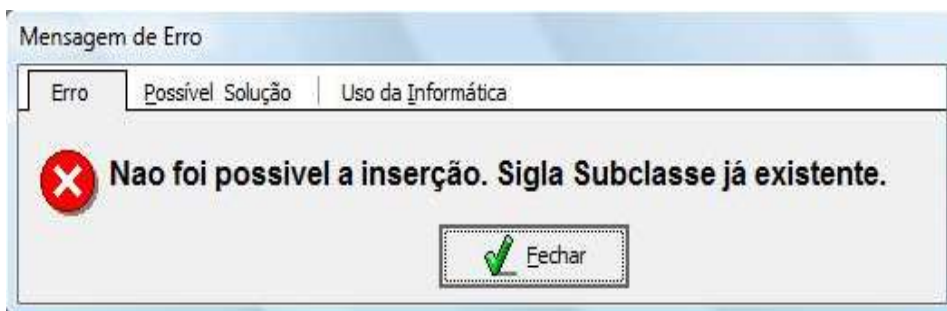 Mensagem de Erro
Erro Possível Solução Uso da Informática
Nao foi possivel a inserção. Sigla Subclasse já existente.
Fechar